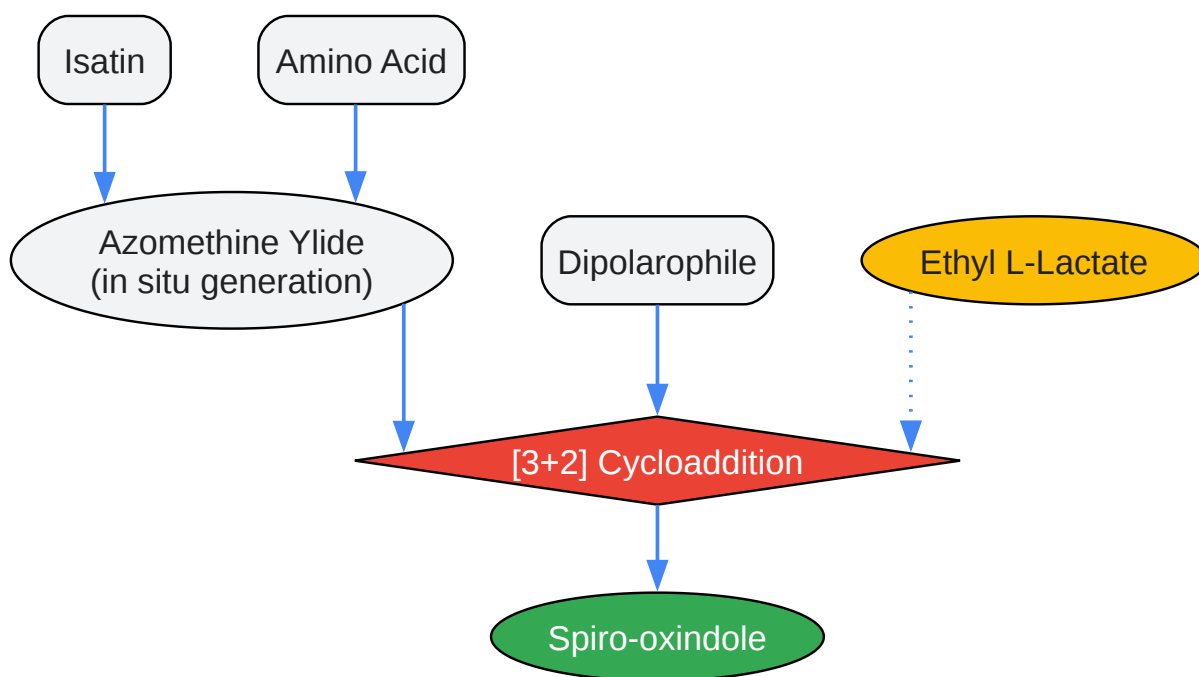 Isatin
Amino Acid
Azomethine Ylide
(in situ generation)
Dipolarophile
Ethyl L-Lactate
[3+2] Cycloaddition
Spiro-oxindole